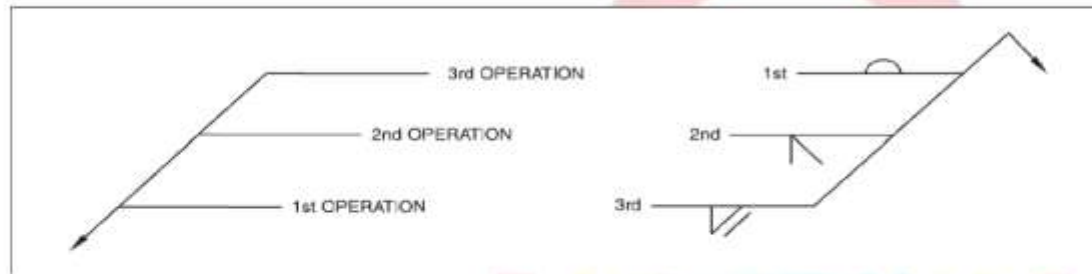 3rd OPERATION
2nd OPERATION
1st OPERATION
1st
2nd
3rd